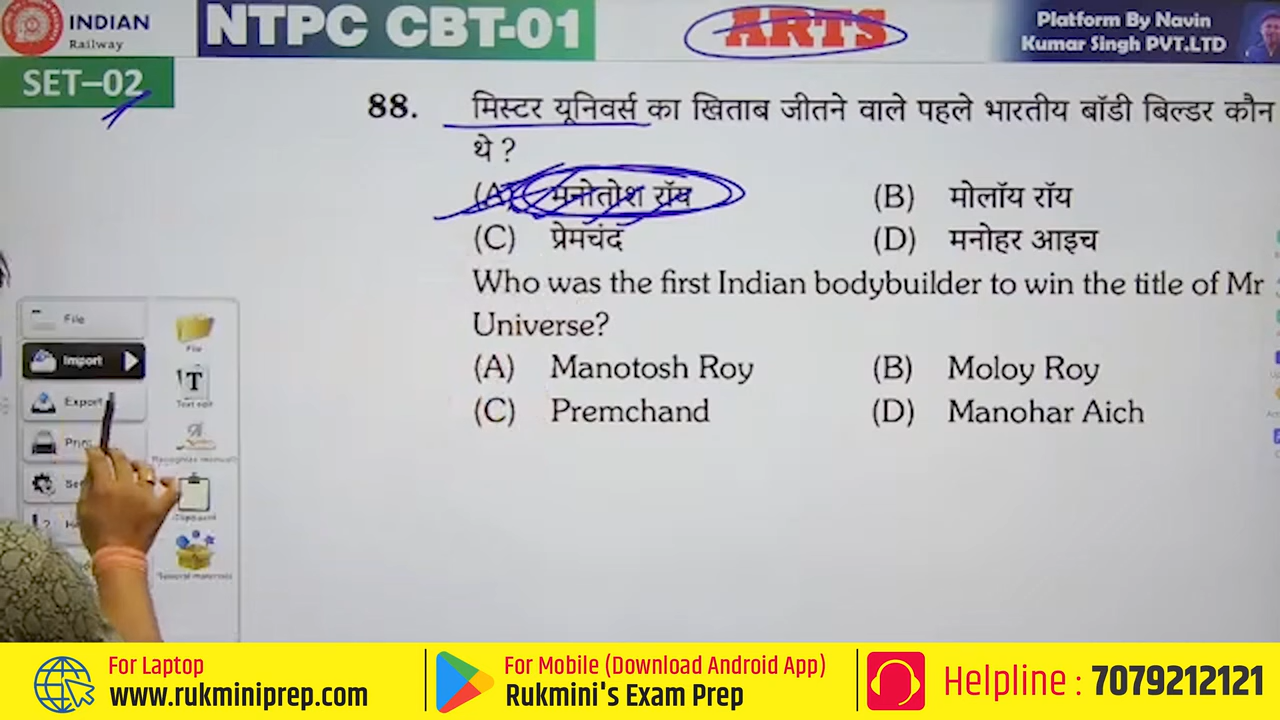 INDIAN
Railway
NTPC CBT-01
ARTS
Platform By Navin
Kumar Singh PVT.LTD
SET-02
88. मिस्टर यूनिवर्स का खिताब जीतने वाले पहले भारतीय बॉडी बिल्डर कौन
थे ?
(A) मनोतोश रॉय (B) मोलॉय रॉय
(C) प्रेमचंद (D) मनोहर आइच
Who was the first Indian bodybuilder to win the title of Mr
Universe?
(A) Manotosh Roy (B) Moloy Roy
(C) Premchand (D) Manohar Aich
File
File
Import
Text edit
Export
Print
Clipboard
For Laptop
www.rukminiprep.com
For Mobile (Download Android App)
Rukmini's Exam Prep
Helpline : 7079212121